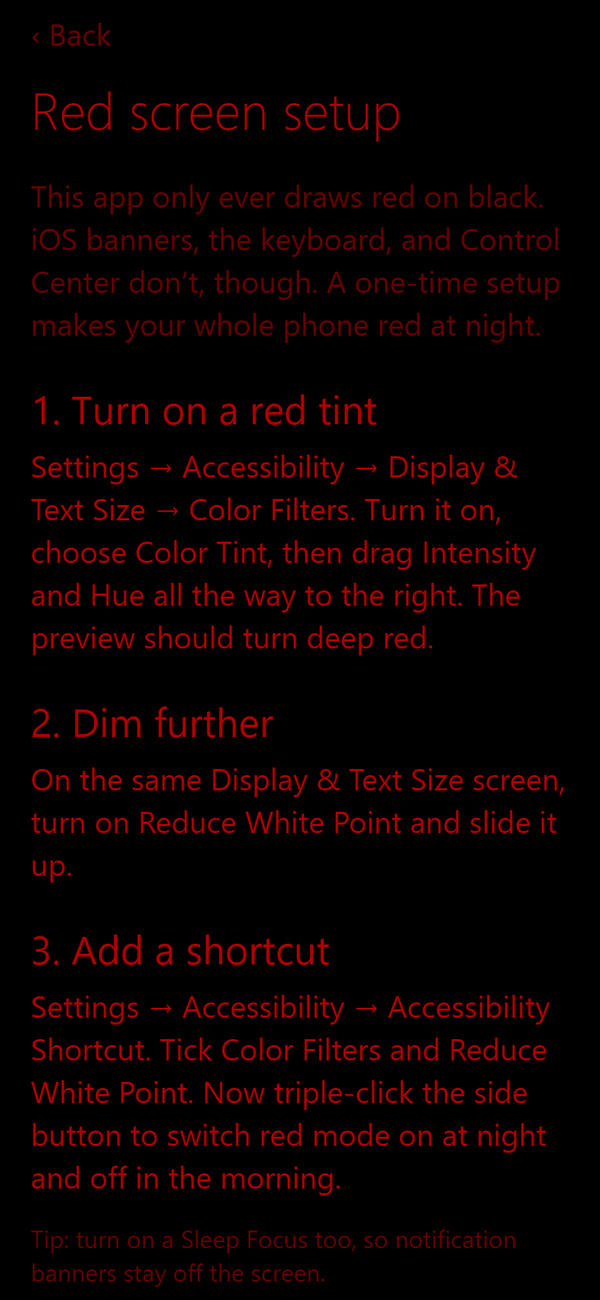 ‹ Back
Red screen setup
This app only ever draws red on black.
iOS banners, the keyboard, and Control
Center don’t, though. A one-time setup
makes your whole phone red at night.
1. Turn on a red tint
Settings → Accessibility → Display &
Text Size → Color Filters. Turn it on,
choose Color Tint, then drag Intensity
and Hue all the way to the right. The
preview should turn deep red.
2. Dim further
On the same Display & Text Size screen,
turn on Reduce White Point and slide it
up.
3. Add a shortcut
Settings → Accessibility → Accessibility
Shortcut. Tick Color Filters and Reduce
White Point. Now triple-click the side
button to switch red mode on at night
and off in the morning.
Tip: turn on a Sleep Focus too, so notification
banners stay off the screen.